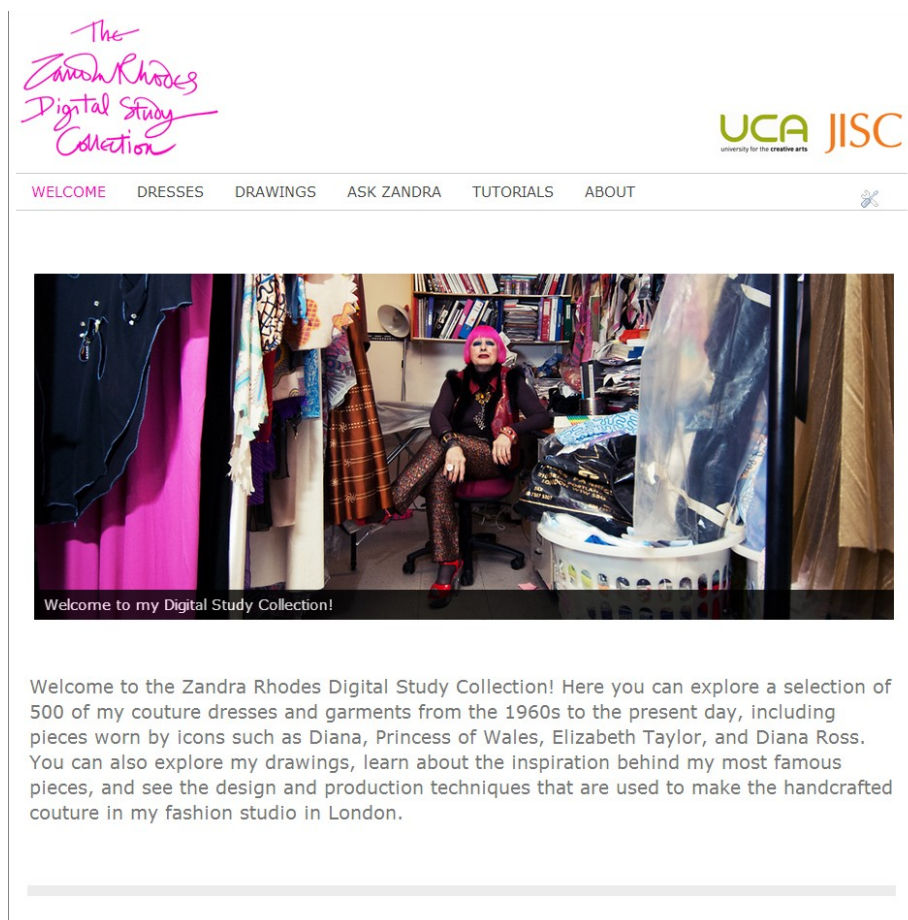 The
Zandra Rhodes
Digital Study
Collection
UCA JISC
university for the creative arts
WELCOME DRESSES DRAWINGS ASK ZANDRA TUTORIALS ABOUT
Welcome to my Digital Study Collection!
Welcome to the Zandra Rhodes Digital Study Collection! Here you can explore a selection of
500 of my couture dresses and garments from the 1960s to the present day, including
pieces worn by icons such as Diana, Princess of Wales, Elizabeth Taylor, and Diana Ross.
You can also explore my drawings, learn about the inspiration behind my most famous
pieces, and see the design and production techniques that are used to make the handcrafted
couture in my fashion studio in London.